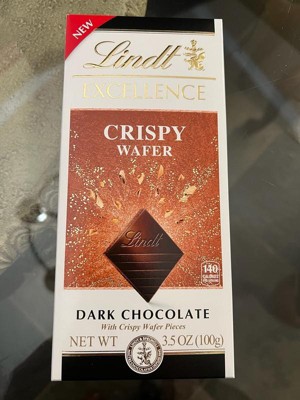 NEW
Lindt
EXCELLENCE
CRISPY
WAFER
Lindt
140
DARK CHOCOLATE
With Crispy Wafer Pieces
NET WT 3.5 OZ (100g)